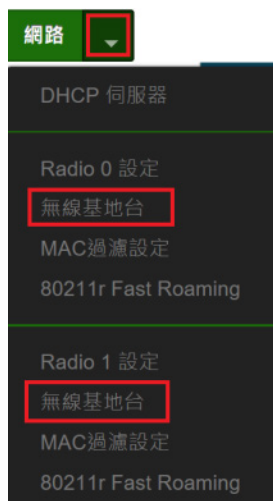 網路
DHCP 伺服器
Radio 0 設定
無線基地台
MAC過濾設定
80211r Fast Roaming
Radio 1 設定
無線基地台
MAC過濾設定
80211r Fast Roaming